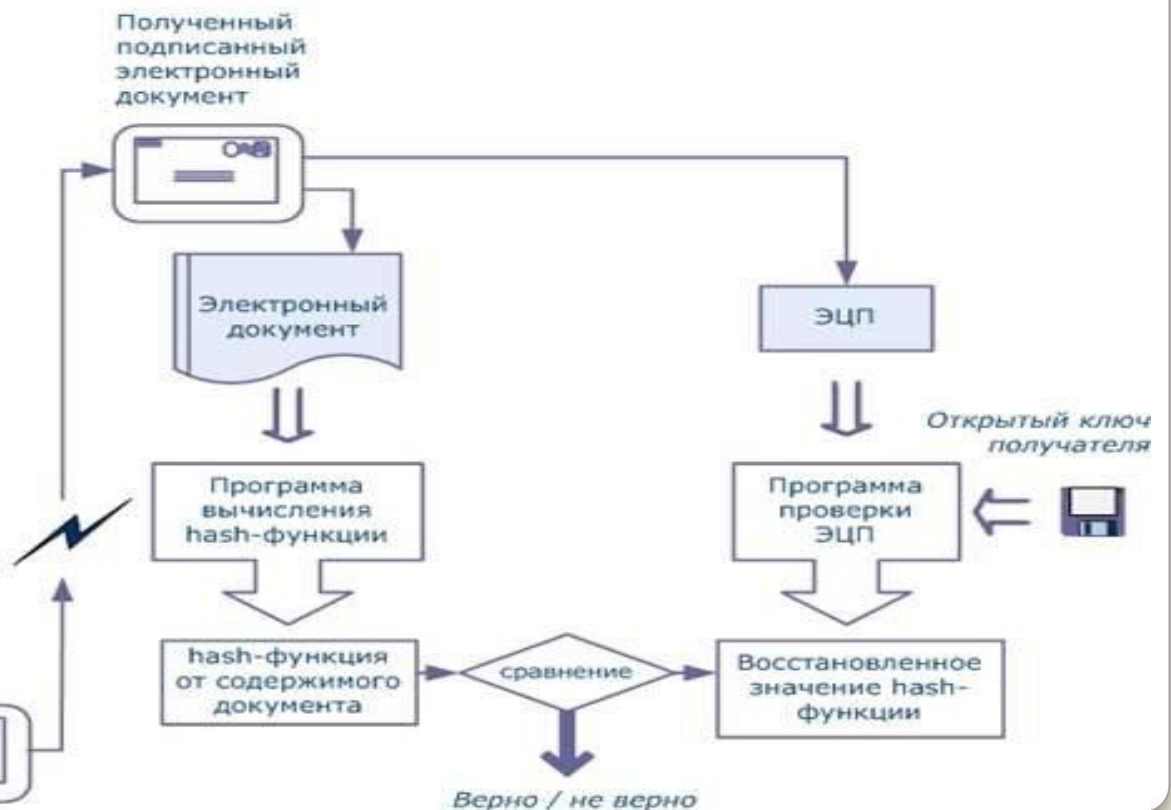 Полученный
подписанный
электронный
документ
Электронный
документ
ЭЦП
Открытый ключ
получателя
Программа
вычисления
hash-функции
Программа
проверки
ЭЦП
hash-функция
от содержимого
документа
сравнение
Восстановленное
значение hash-
функции
Верно / не верно